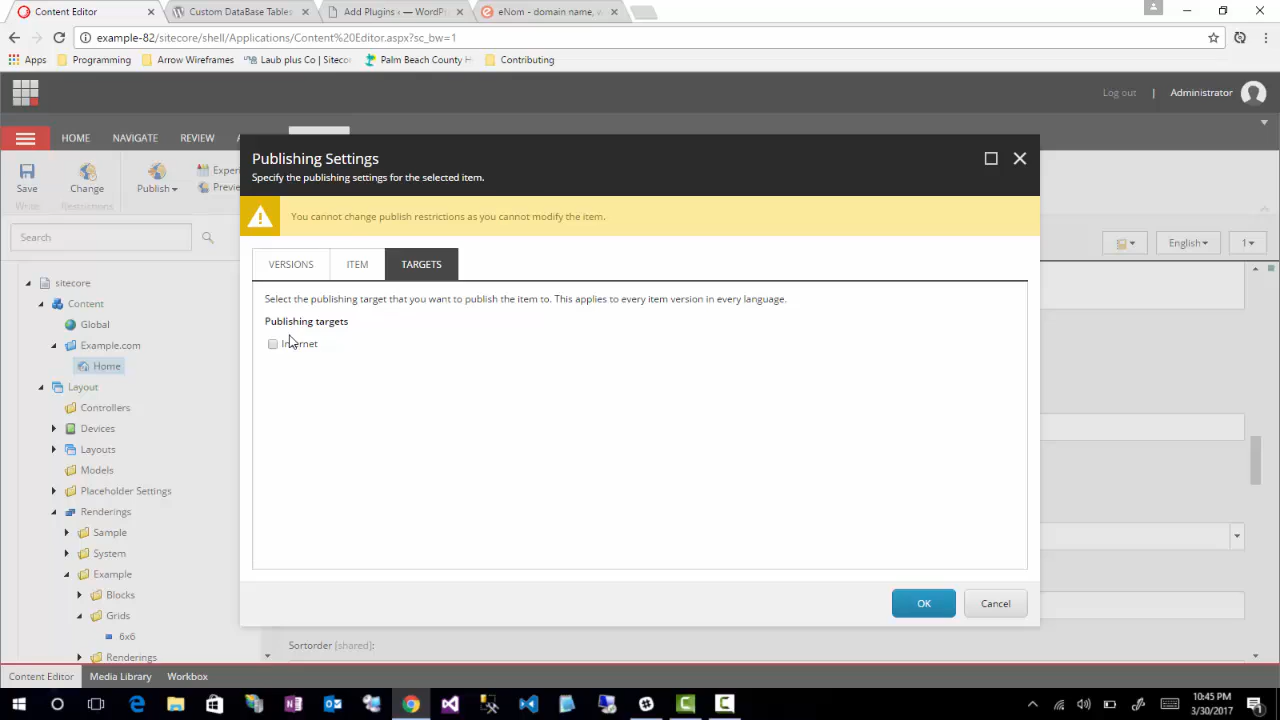 Content Editor
Custom DataBase Tables
Add Plugins ‹ — WordPr
eNom - domain name, w
example-82/sitecore/shell/Applications/Content%20Editor.aspx?sc_bw=1
Apps
Programming
Arrow Wireframes
Laub plus Co | Siteco
Palm Beach County H
Contributing
Log out | Administrator
HOME
NAVIGATE
REVIEW
A
Publishing Settings
Specify the publishing settings for the selected item.
Save
Change
Publish
Experi
Previe
Write
Restrictions
You cannot change publish restrictions as you cannot modify the item.
Search
English
1
VERSIONS
ITEM
TARGETS
Select the publishing target that you want to publish the item to. This applies to every item version in every language.
Publishing targets
Internet
sitecore
Content
Global
Example.com
Home
Layout
Controllers
Devices
Layouts
Models
Placeholder Settings
Renderings
Sample
System
Example
Blocks
Grids
6x6
Renderings
OK
Cancel
Sortorder [shared]:
Content Editor
Media Library
Workbox
10:45 PM
3/30/2017